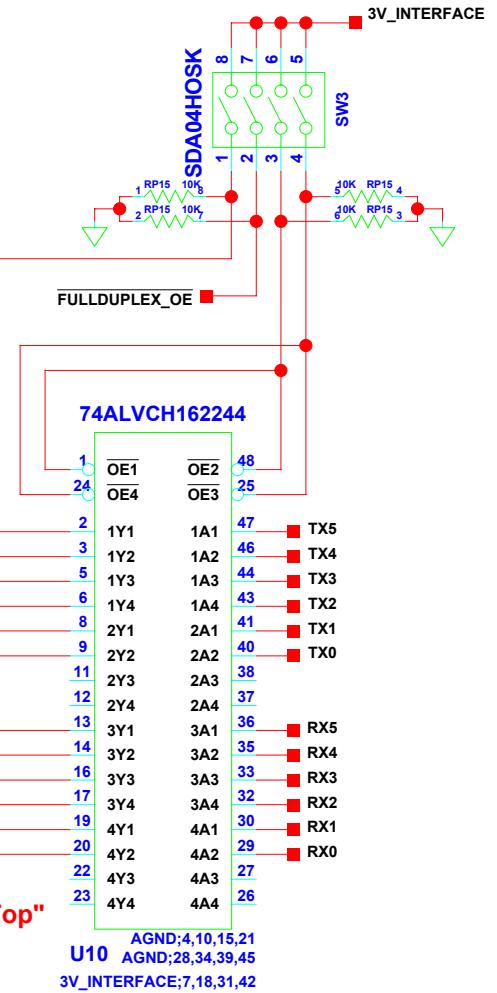 3V_INTERFACE
8 7 6 5
SDA04HOSK
SW3
1 2 3 4
1 RP15 10K 8
2 RP15 10K 7
5 10K RP15 4
6 10K RP15 3
FULLDUPLEX_OE
74ALVCH162244
1 OE1 OE2 48
24 OE4 OE3 25
2 1Y1 1A1 47 TX5
3 1Y2 1A2 46 TX4
5 1Y3 1A3 44 TX3
6 1Y4 1A4 43 TX2
8 2Y1 2A1 41 TX1
9 2Y2 2A2 40 TX0
11 2Y3 2A3 38
12 2Y4 2A4 37
13 3Y1 3A1 36 RX5
14 3Y2 3A2 35 RX4
16 3Y3 3A3 33 RX3
17 3Y4 3A4 32 RX2
19 4Y1 4A1 30 RX1
20 4Y2 4A2 29 RX0
22 4Y3 4A3 27
23 4Y4 4A4 26
op"
U10
AGND;4,10,15,21
AGND;28,34,39,45
3V_INTERFACE;7,18,31,42